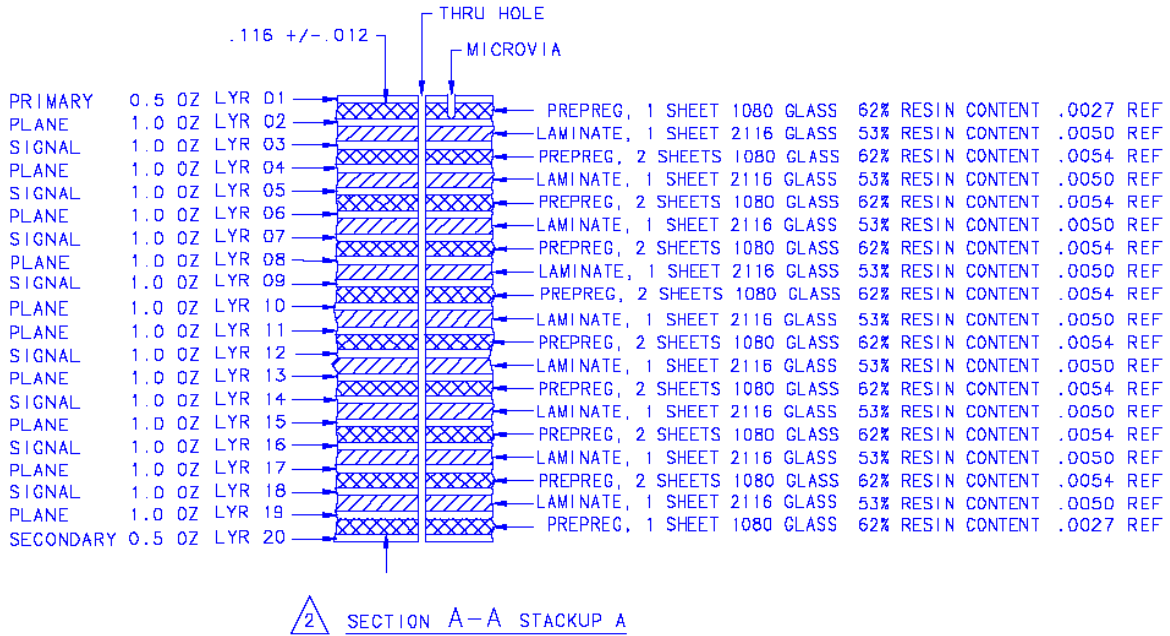 THRU HOLE
.116 +/-.012
MICROVIA
PRIMARY 0.5 OZ LYR 01
PREPREG, 1 SHEET 1080 GLASS 62% RESIN CONTENT .0027 REF
PLANE 1.0 OZ LYR 02
LAMINATE, 1 SHEET 2116 GLASS 53% RESIN CONTENT .0050 REF
SIGNAL 1.0 OZ LYR 03
PREPREG, 2 SHEETS 1080 GLASS 62% RESIN CONTENT .0054 REF
PLANE 1.0 OZ LYR 04
LAMINATE, 1 SHEET 2116 GLASS 53% RESIN CONTENT .0050 REF
SIGNAL 1.0 OZ LYR 05
PREPREG, 2 SHEETS 1080 GLASS 62% RESIN CONTENT .0054 REF
PLANE 1.0 OZ LYR 06
LAMINATE, 1 SHEET 2116 GLASS 53% RESIN CONTENT .0050 REF
SIGNAL 1.0 OZ LYR 07
PREPREG, 2 SHEETS 1080 GLASS 62% RESIN CONTENT .0054 REF
PLANE 1.0 OZ LYR 08
LAMINATE, 1 SHEET 2116 GLASS 53% RESIN CONTENT .0050 REF
SIGNAL 1.0 OZ LYR 09
PREPREG, 2 SHEETS 1080 GLASS 62% RESIN CONTENT .0054 REF
PLANE 1.0 OZ LYR 10
LAMINATE, 1 SHEET 2116 GLASS 53% RESIN CONTENT .0050 REF
PLANE 1.0 OZ LYR 11
PREPREG, 2 SHEETS 1080 GLASS 62% RESIN CONTENT .0054 REF
SIGNAL 1.0 OZ LYR 12
LAMINATE, 1 SHEET 2116 GLASS 53% RESIN CONTENT .0050 REF
PLANE 1.0 OZ LYR 13
PREPREG, 2 SHEETS 1080 GLASS 62% RESIN CONTENT .0054 REF
SIGNAL 1.0 OZ LYR 14
LAMINATE, 1 SHEET 2116 GLASS 53% RESIN CONTENT .0050 REF
PLANE 1.0 OZ LYR 15
PREPREG, 2 SHEETS 1080 GLASS 62% RESIN CONTENT .0054 REF
SIGNAL 1.0 OZ LYR 16
LAMINATE, 1 SHEET 2116 GLASS 53% RESIN CONTENT .0050 REF
PLANE 1.0 OZ LYR 17
PREPREG, 2 SHEETS 1080 GLASS 62% RESIN CONTENT .0054 REF
SIGNAL 1.0 OZ LYR 18
LAMINATE, 1 SHEET 2116 GLASS 53% RESIN CONTENT .0050 REF
PLANE 1.0 OZ LYR 19
PREPREG, 1 SHEET 1080 GLASS 62% RESIN CONTENT .0027 REF
SECONDARY 0.5 OZ LYR 20
2 SECTION A-A STACKUP A